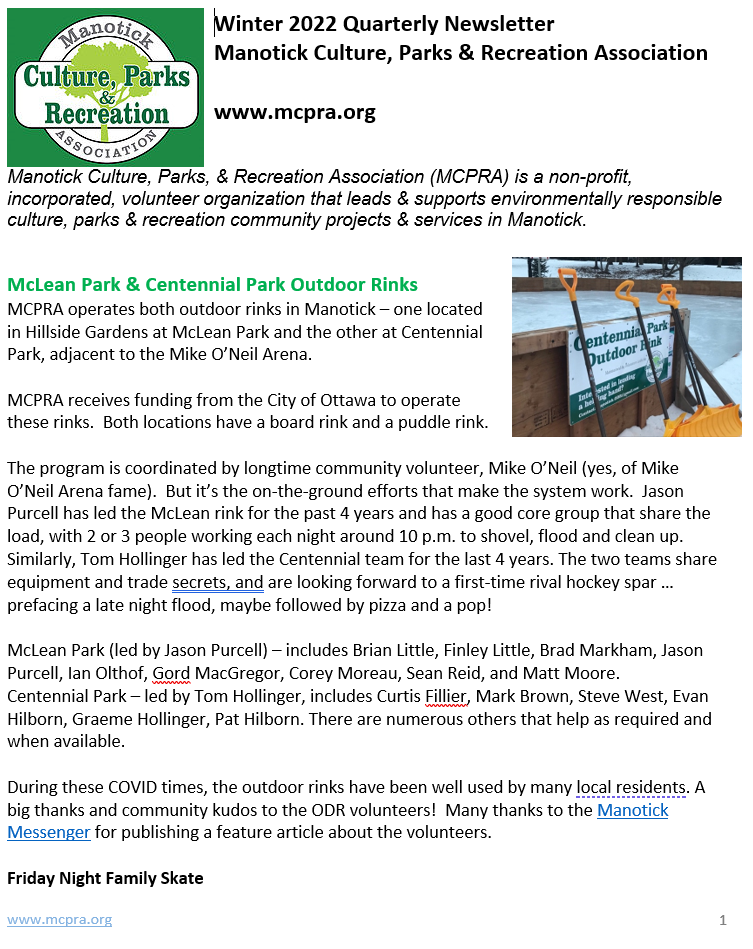 Manotick
Culture, Parks
&
Recreation
ASSOCIATION
Winter 2022 Quarterly Newsletter
Manotick Culture, Parks & Recreation Association
www.mcpra.org
Manotick Culture, Parks, & Recreation Association (MCPRA) is a non-profit,
incorporated, volunteer organization that leads & supports environmentally responsible
culture, parks & recreation community projects & services in Manotick.
McLean Park & Centennial Park Outdoor Rinks
MCPRA operates both outdoor rinks in Manotick – one located
in Hillside Gardens at McLean Park and the other at Centennial
Park, adjacent to the Mike O’Neil Arena.
MCPRA receives funding from the City of Ottawa to operate
these rinks.  Both locations have a board rink and a puddle rink.
Centennial Park
Outdoor Rink
Interested in lending
a helping hand?
The program is coordinated by longtime community volunteer, Mike O’Neil (yes, of Mike
O’Neil Arena fame).  But it’s the on-the-ground efforts that make the system work.  Jason
Purcell has led the McLean rink for the past 4 years and has a good core group that share the
load, with 2 or 3 people working each night around 10 p.m. to shovel, flood and clean up.
Similarly, Tom Hollinger has led the Centennial team for the last 4 years. The two teams share
equipment and trade secrets, and are looking forward to a first-time rival hockey spar …
prefacing a late night flood, maybe followed by pizza and a pop!
McLean Park (led by Jason Purcell) – includes Brian Little, Finley Little, Brad Markham, Jason
Purcell, Ian Olthof, Gord MacGregor, Corey Moreau, Sean Reid, and Matt Moore.
Centennial Park – led by Tom Hollinger, includes Curtis Fillier, Mark Brown, Steve West, Evan
Hilborn, Graeme Hollinger, Pat Hilborn. There are numerous others that help as required and
when available.
During these COVID times, the outdoor rinks have been well used by many local residents. A
big thanks and community kudos to the ODR volunteers!  Many thanks to the Manotick
Messenger for publishing a feature article about the volunteers.
Friday Night Family Skate
www.mcpra.org
1